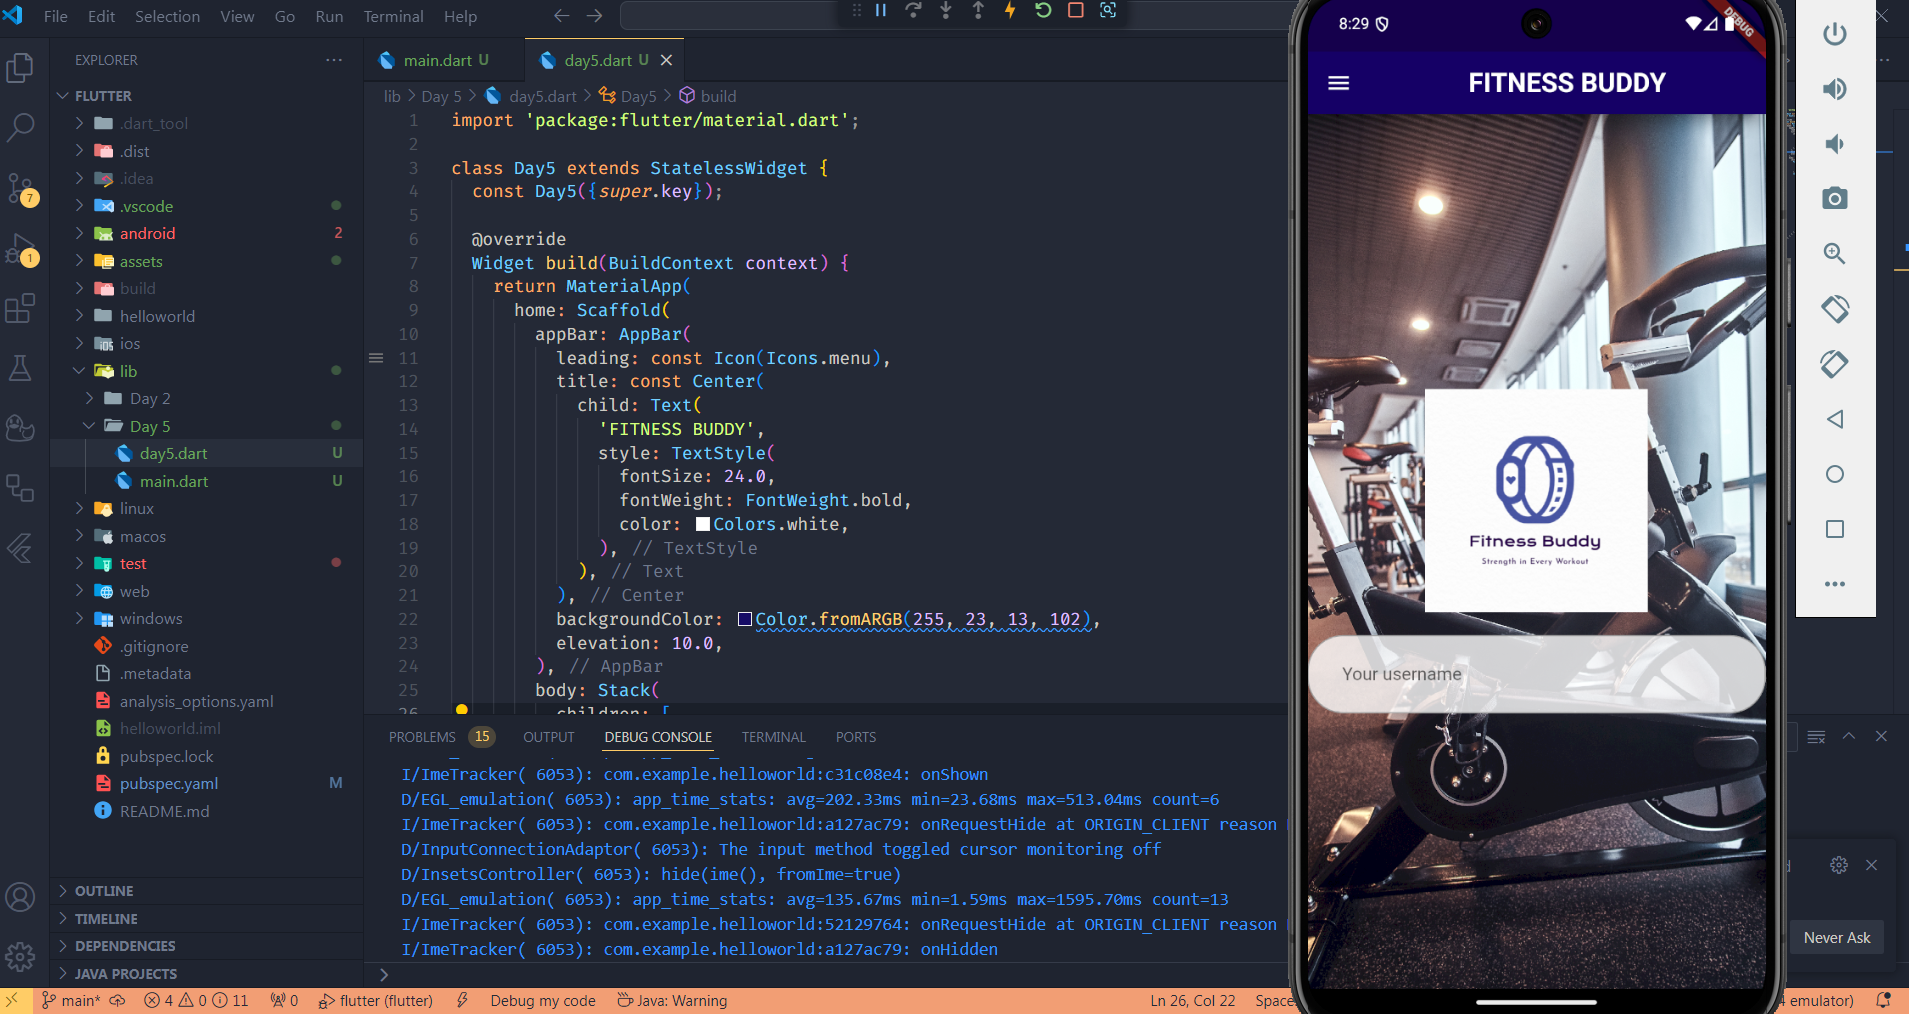 File Edit Selection View Go Run Terminal Help
EXPLORER
FLUTTER
.dart_tool
.dist
.idea
.vscode
android 2
assets
build
helloworld
ios
lib
Day 2
Day 5
day5.dart U
main.dart U
linux
macos
test
web
windows
.gitignore
.metadata
analysis_options.yaml
helloworld.iml
pubspec.lock
pubspec.yaml M
README.md
OUTLINE
TIMELINE
DEPENDENCIES
JAVA PROJECTS
7
1
main.dart U
day5.dart U
lib > Day 5 > day5.dart > Day5 > build
1 import 'package:flutter/material.dart';
2
3 class Day5 extends StatelessWidget {
4 const Day5({super.key});
5
6 @override
7 Widget build(BuildContext context) {
8 return MaterialApp(
9 home: Scaffold(
10 appBar: AppBar(
11 leading: const Icon(Icons.menu),
12 title: const Center(
13 child: Text(
14 'FITNESS BUDDY',
15 style: TextStyle(
16 fontSize: 24.0,
17 fontWeight: FontWeight.bold,
18 color: Colors.white,
19 ), // TextStyle
20 ), // Text
21 ), // Center
22 backgroundColor: Color.fromARGB(255, 23, 13, 102),
23 elevation: 10.0,
24 ), // AppBar
25 body: Stack(
26 children: [
PROBLEMS 15 OUTPUT DEBUG CONSOLE TERMINAL PORTS
I/ImeTracker( 6053): com.example.helloworld:c31c08e4: onShown
D/EGL_emulation( 6053): app_time_stats: avg=202.33ms min=23.68ms max=513.04ms count=6
I/ImeTracker( 6053): com.example.helloworld:a127ac79: onRequestHide at ORIGIN_CLIENT reason
D/InputConnectionAdaptor( 6053): The input method toggled cursor monitoring off
D/InsetsController( 6053): hide(ime(), fromIme=true)
D/EGL_emulation( 6053): app_time_stats: avg=135.67ms min=1.59ms max=1595.70ms count=13
I/ImeTracker( 6053): com.example.helloworld:52129764: onRequestHide at ORIGIN_CLIENT reason
I/ImeTracker( 6053): com.example.helloworld:a127ac79: onHidden
8:29
DEBUG
FITNESS BUDDY
Fitness Buddy
Strength in Every Workout
Your username
Never Ask
main* 4 0 11 0 flutter (flutter) Debug my code Java: Warning Ln 26, Col 22 emulator)